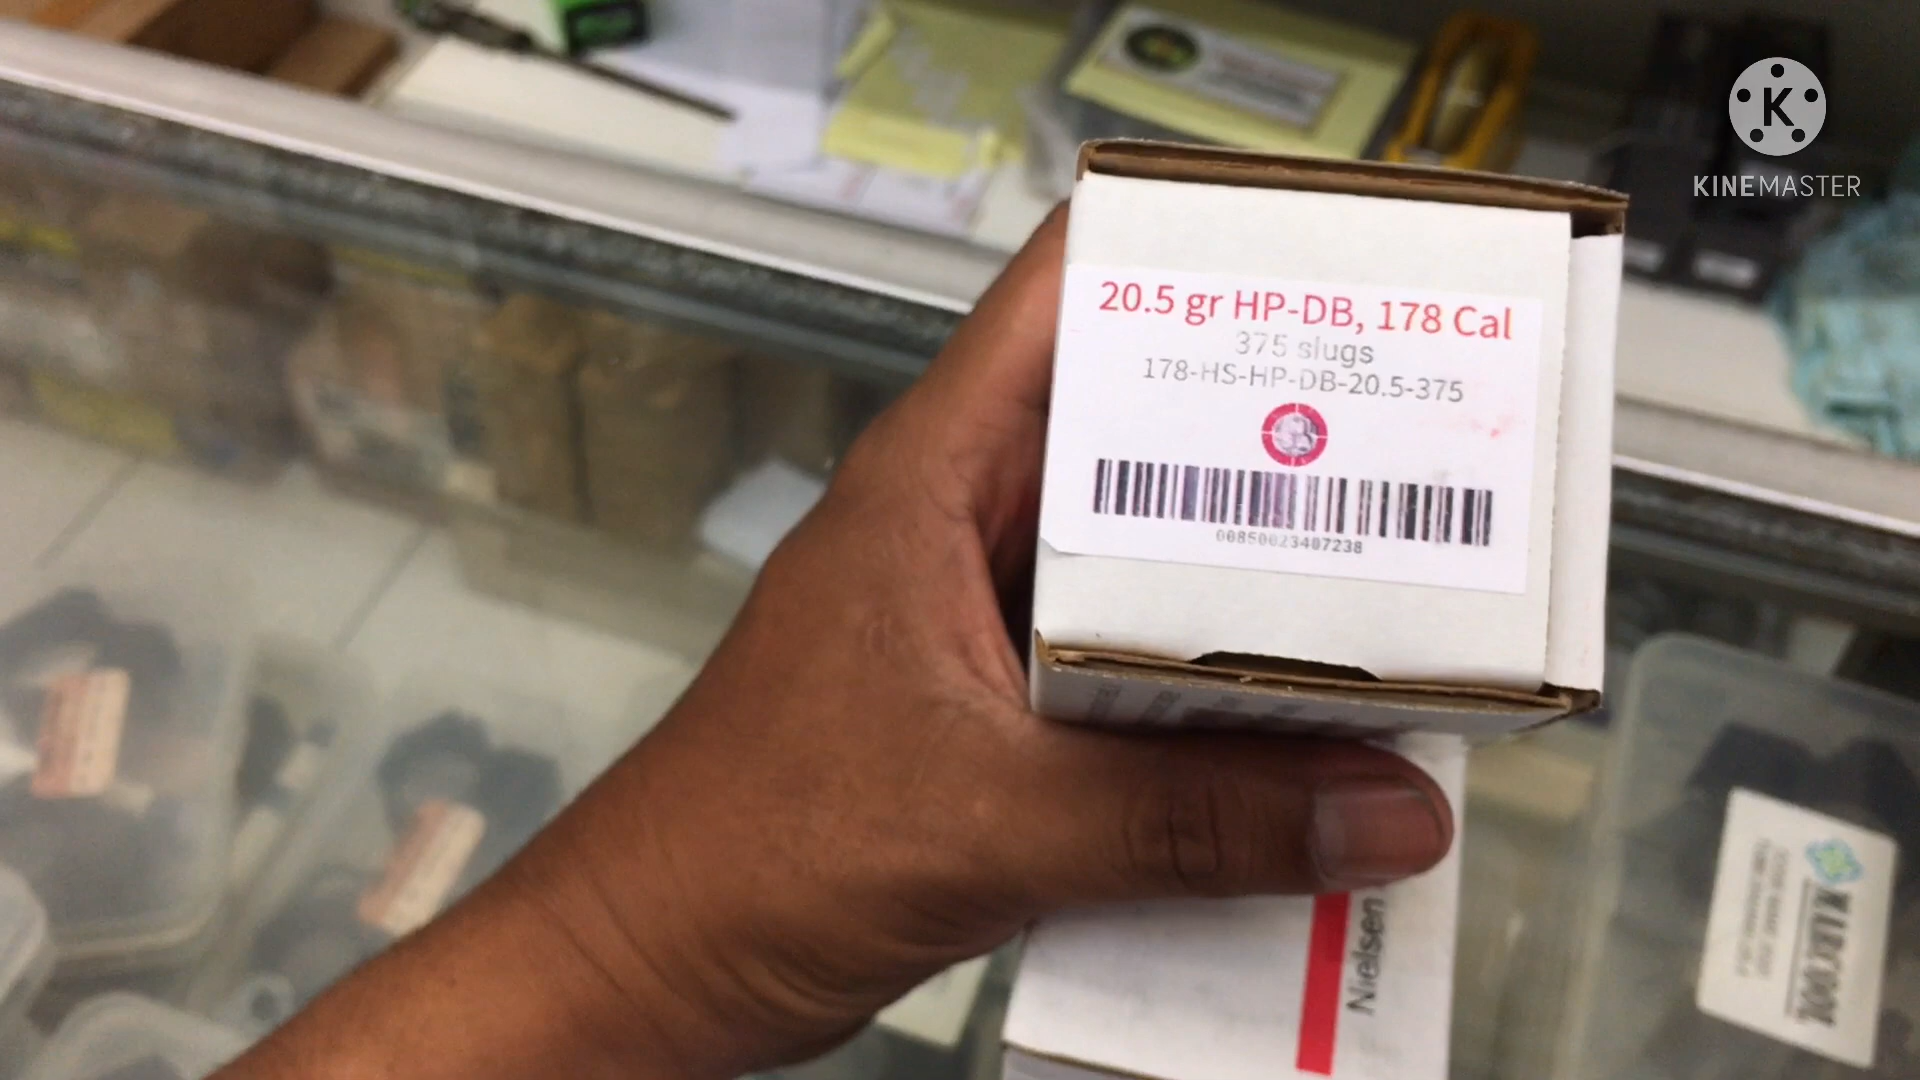 KINEMASTER
20.5 gr HP-DB, 178 Cal
375 slugs
178-HS-HP-DB-20.5-375
00850023407238
Nielsen